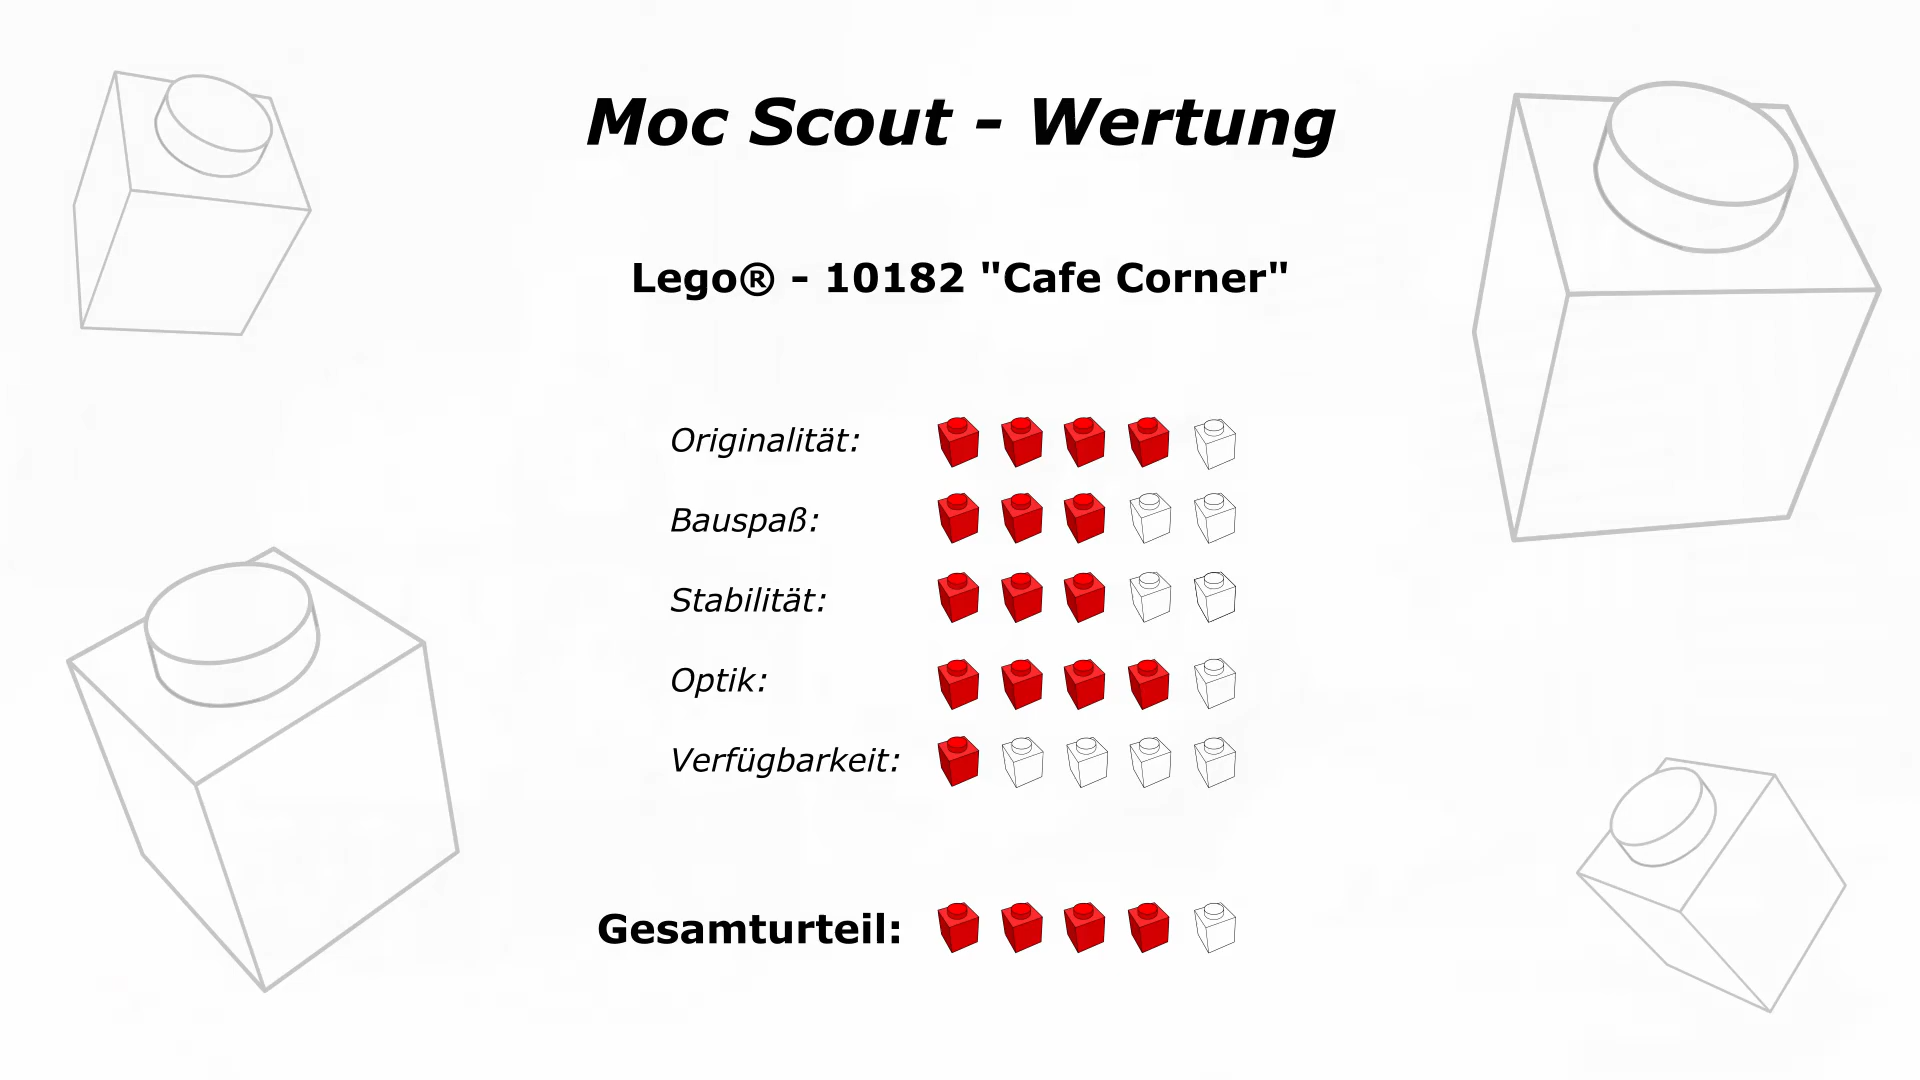 Moc Scout - Wertung
Lego® - 10182 "Cafe Corner"
Originalität:
Bauspaß:
Stabilität:
Optik:
Verfügbarkeit:
Gesamturteil: